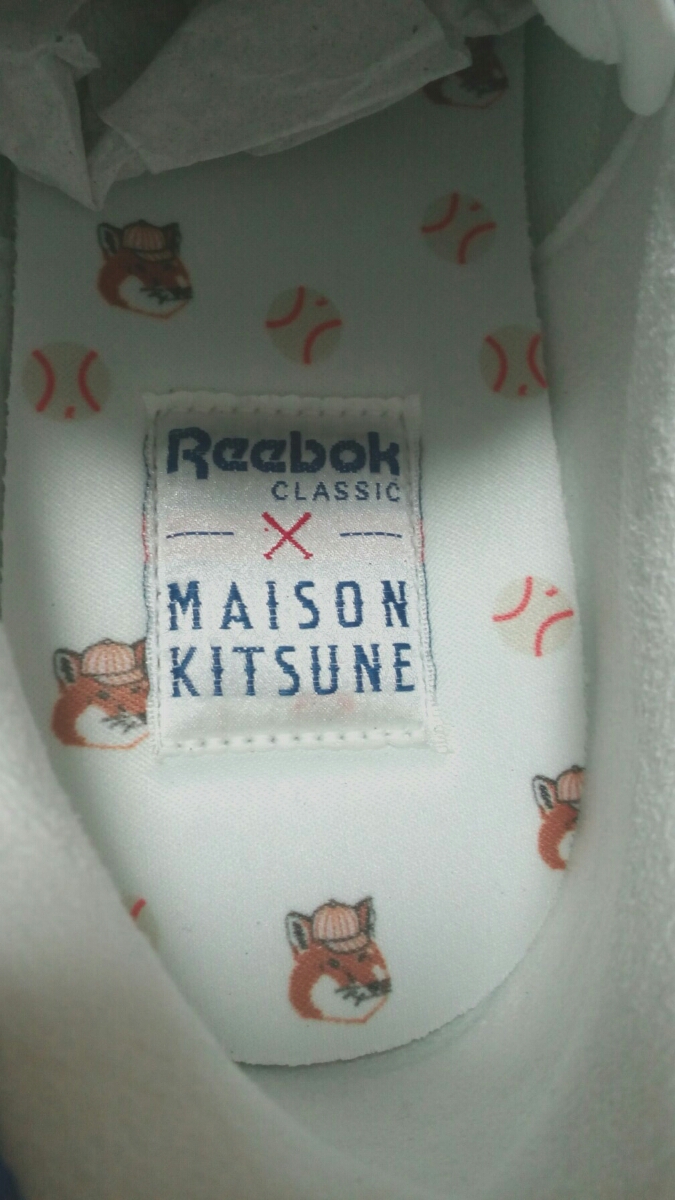 Reebok
CLASSIC
X
MAISON
KITSUNE